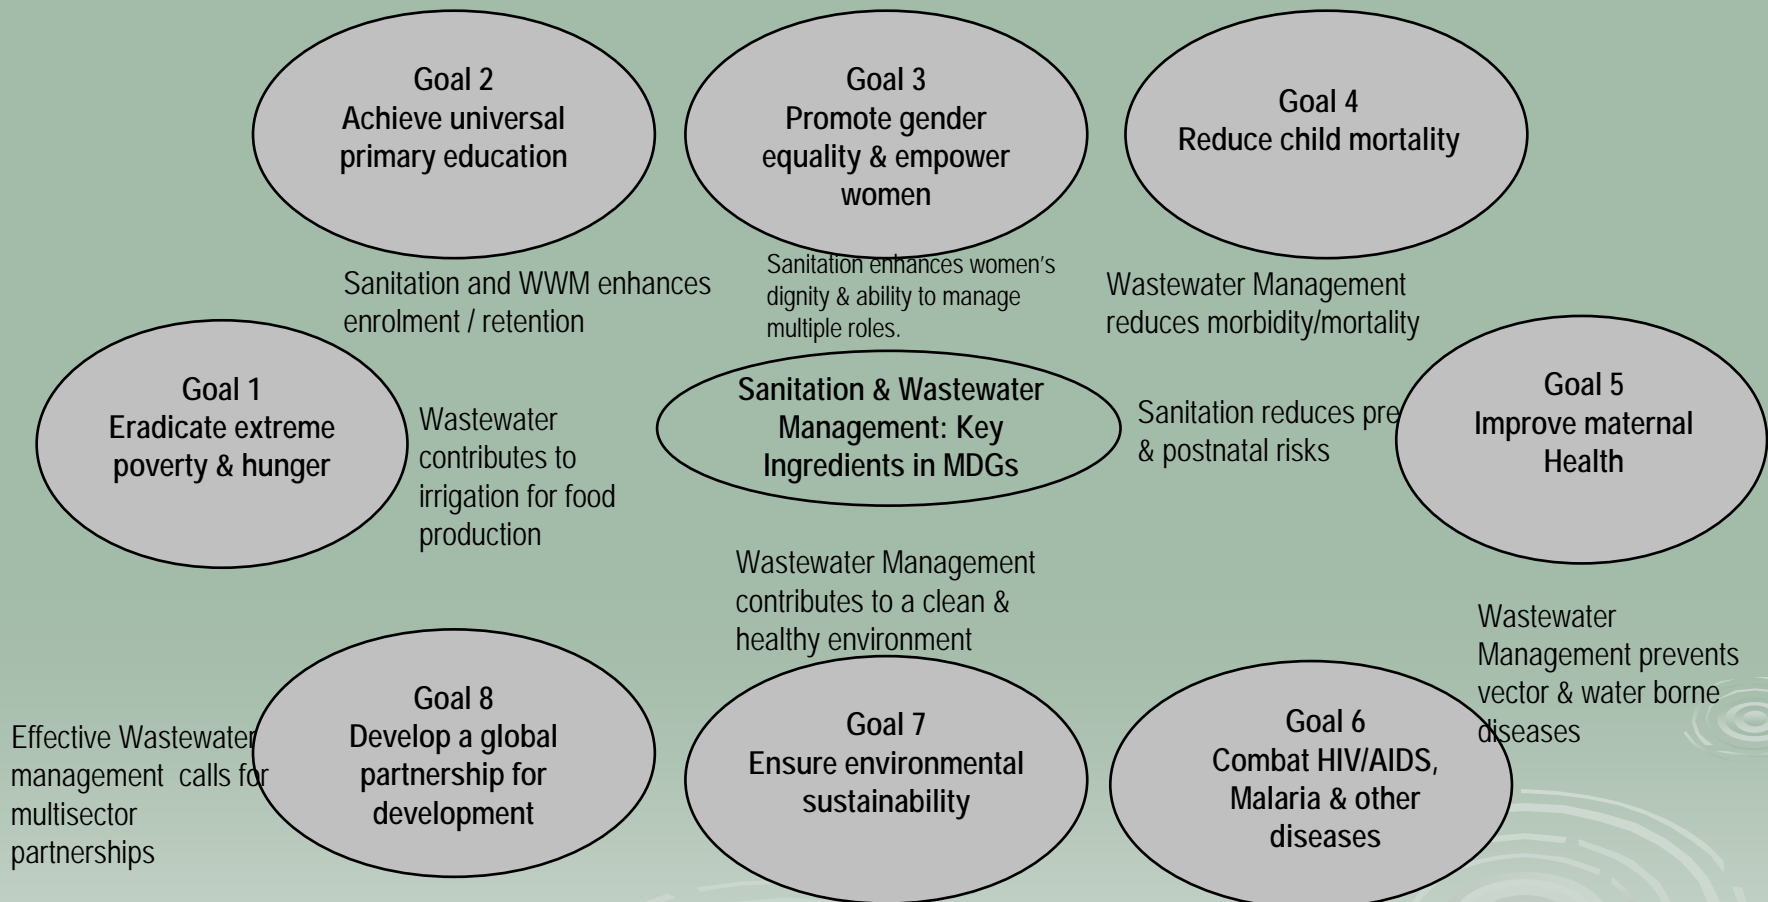 Goal 2
Achieve universal
primary education
Goal 3
Promote gender
equality & empower
women
Goal 4
Reduce child mortality
Sanitation and WWM enhances
enrolment / retention
Sanitation enhances women's
dignity & ability to manage
multiple roles.
Wastewater Management
reduces morbidity/mortality
Goal 1
Eradicate extreme
poverty & hunger
Wastewater
contributes to
irrigation for food
production
Sanitation & Wastewater
Management: Key
Ingredients in MDGs
Sanitation reduces pre
& postnatal risks
Goal 5
Improve maternal
Health
Wastewater Management
contributes to a clean &
healthy environment
Wastewater
Management prevents
vector & water borne
diseases
Effective Wastewater
management calls for
multisector
partnerships
Goal 8
Develop a global
partnership for
development
Goal 7
Ensure environmental
sustainability
Goal 6
Combat HIV/AIDS,
Malaria & other
diseases